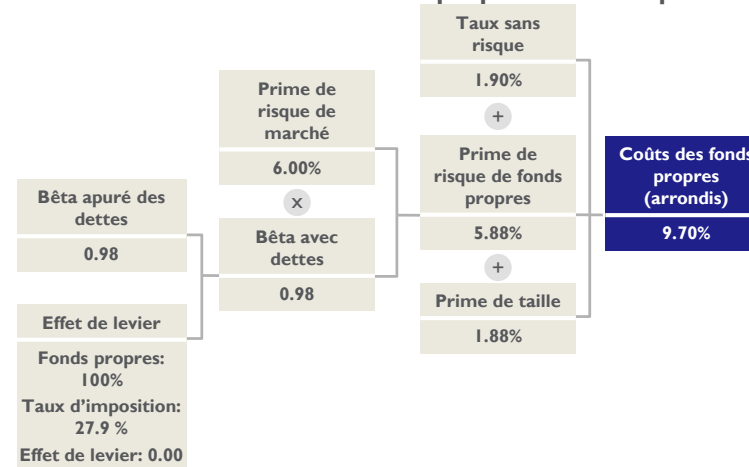 Taux sans
risque
1.90%
+
Prime de
risque de
marché
6.00%
x
Prime de
risque de fonds
propres
5.88%
+
Coûts des fonds
propres
(arrondis)
9.70%
Bêta apuré des
dettes
0.98
Bêta avec
dettes
0.98
Prime de taille
1.88%
Effet de levier
Fonds propres:
100%
Taux d’imposition:
27.9 %
Effet de levier: 0.00